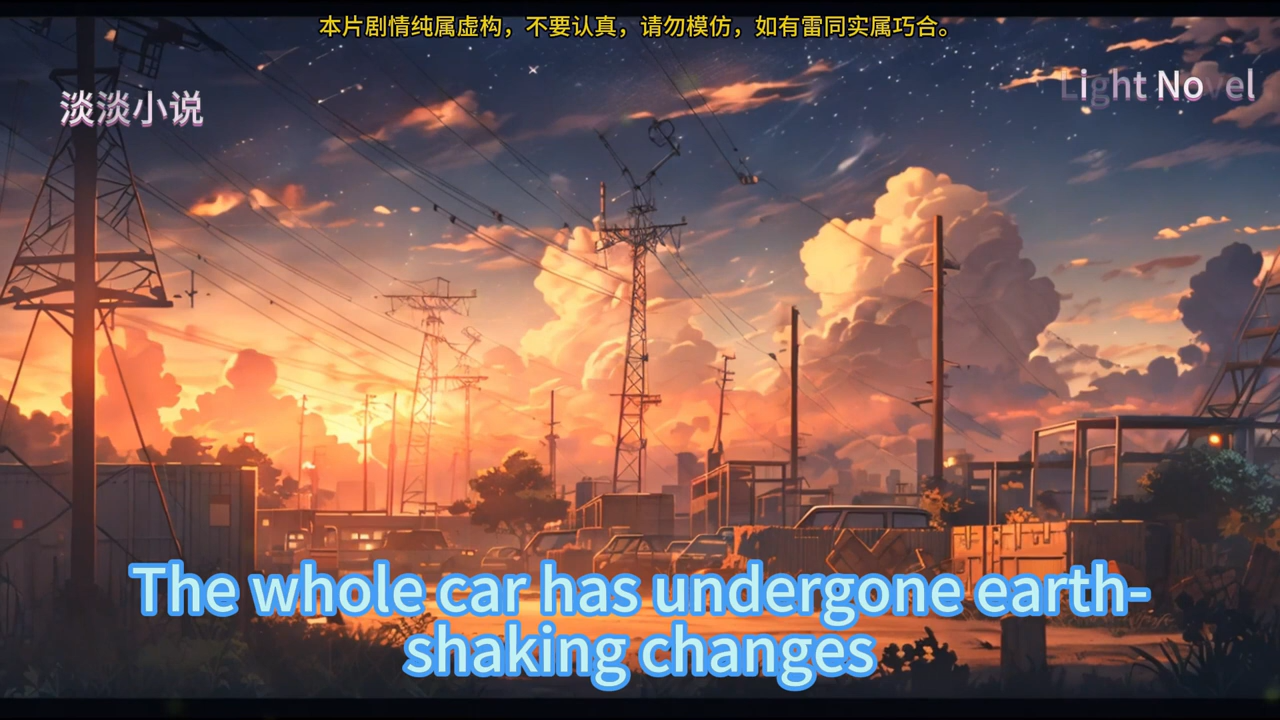 本片剧情纯属虚构，不要认真，请勿模仿，如有雷同实属巧合。
淡淡小说
Light Novel
The whole car has undergone earth-
shaking changes